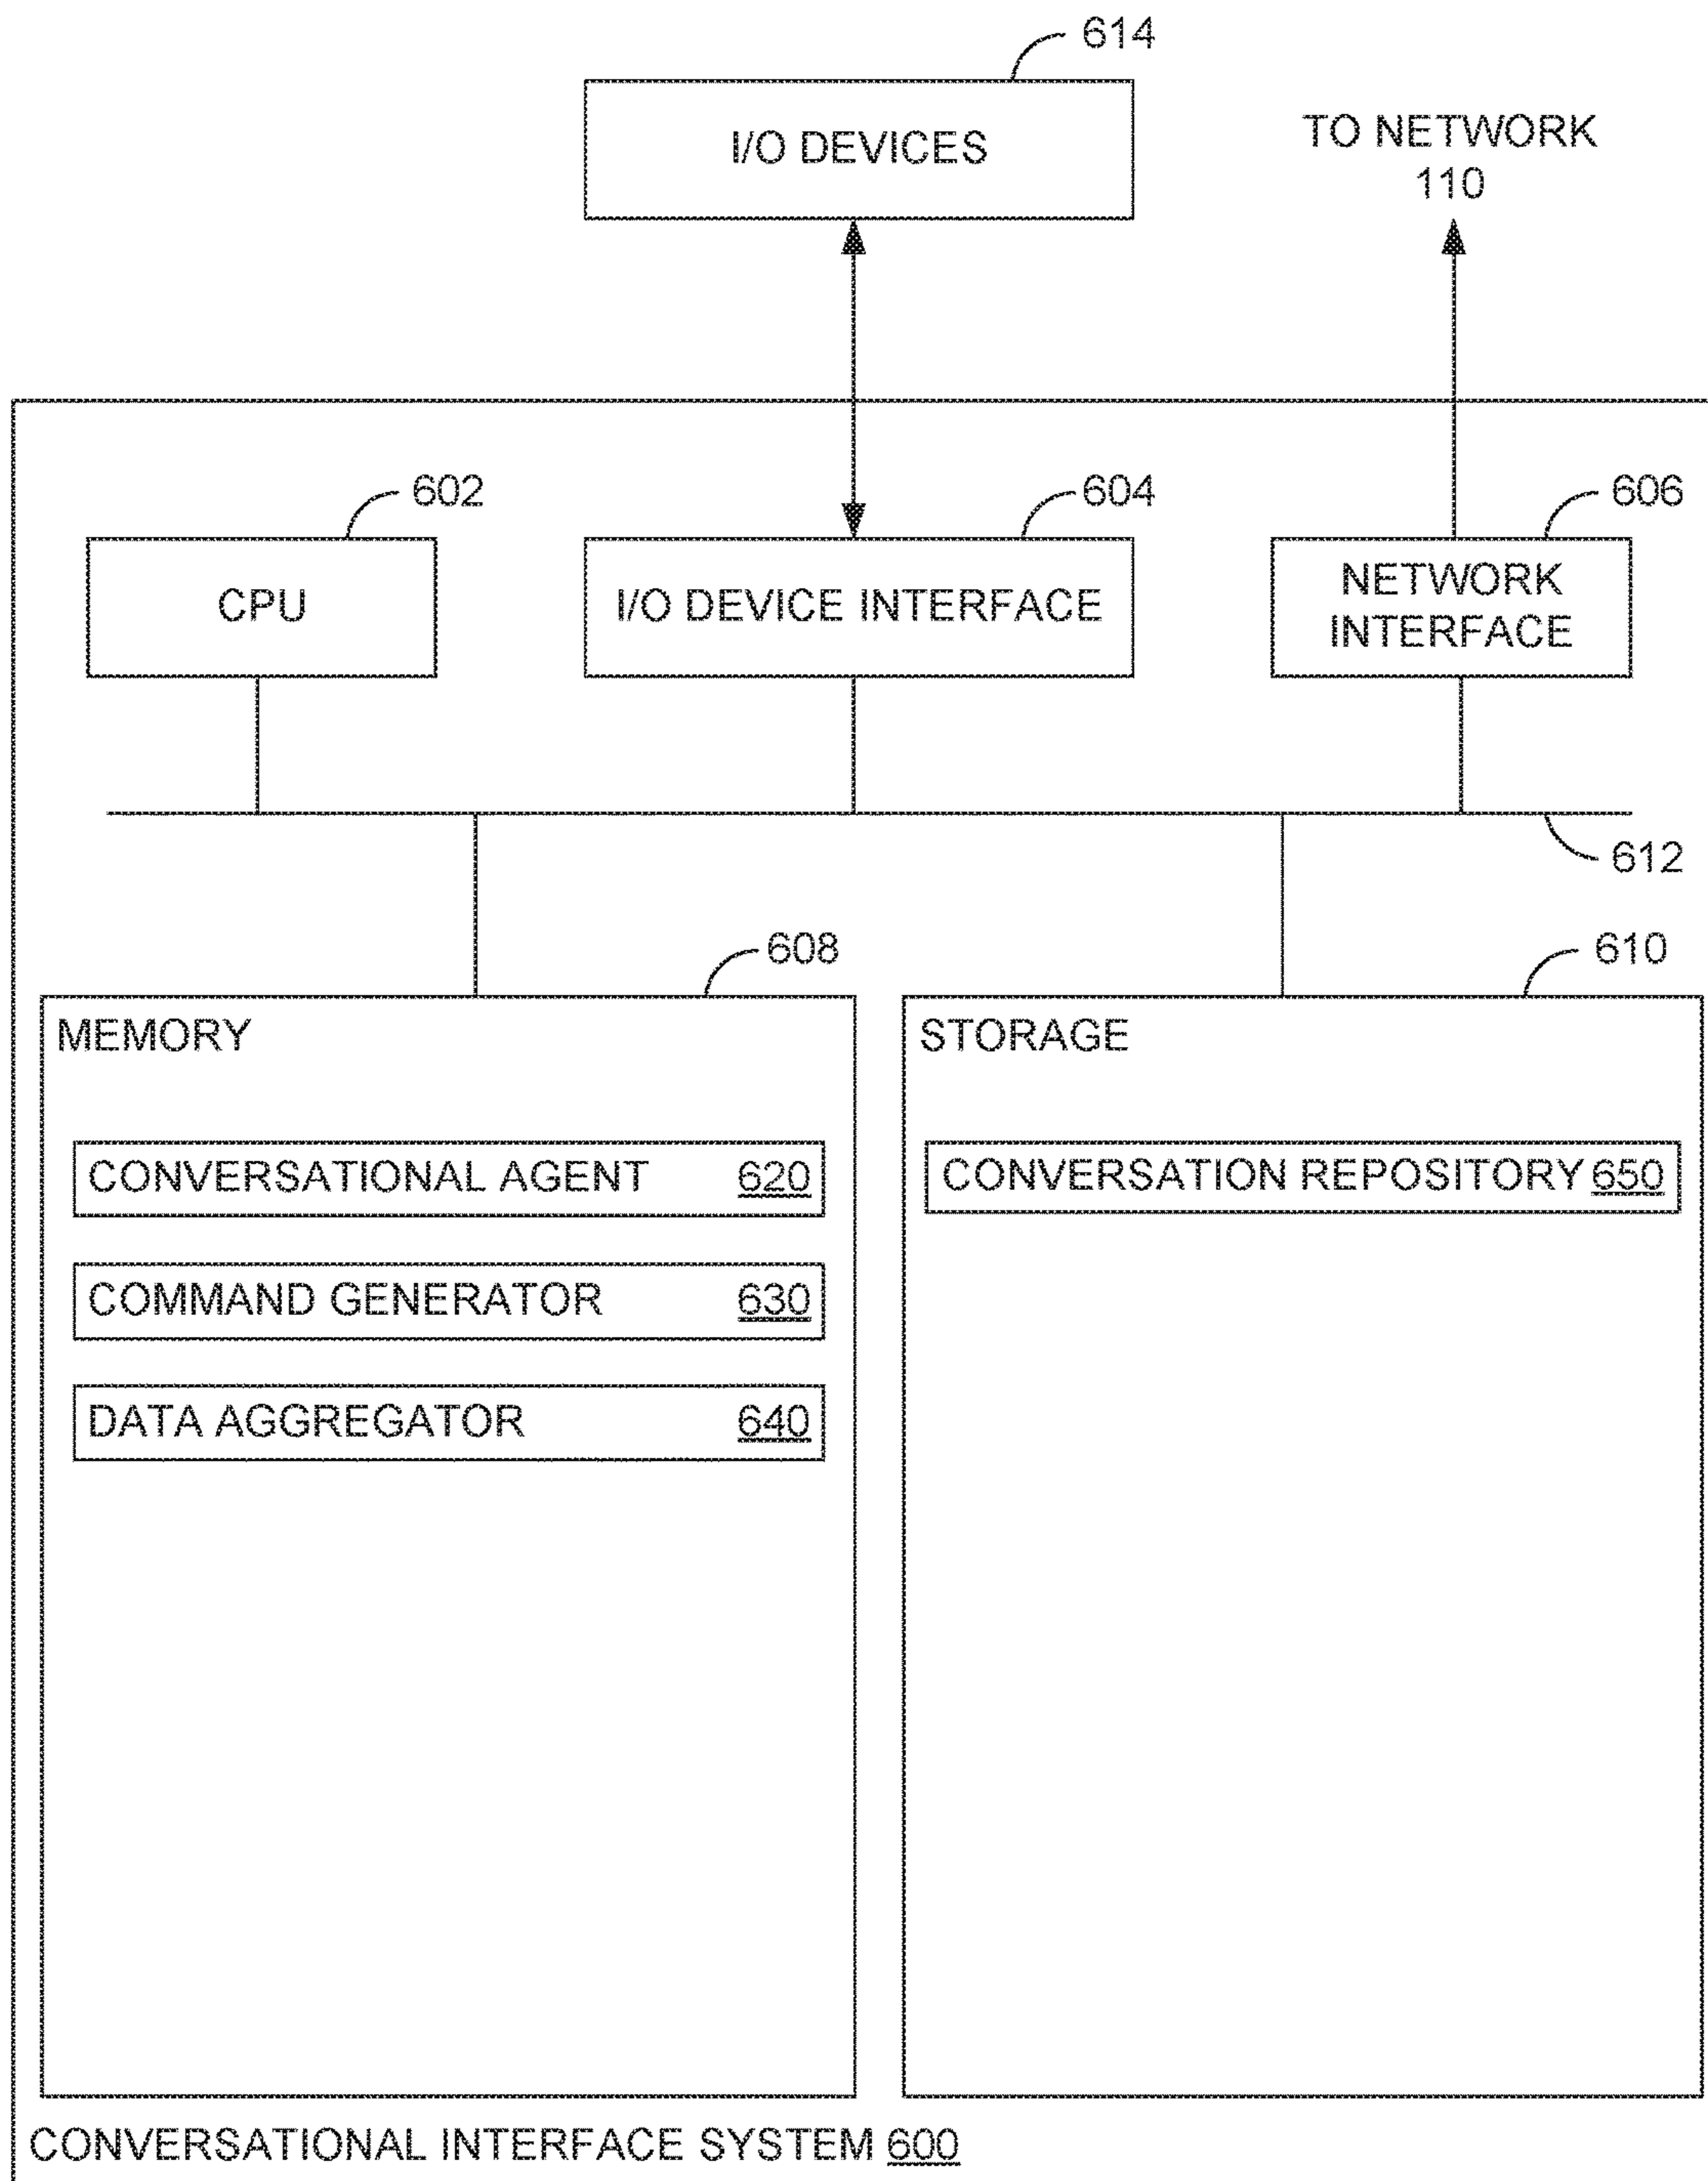 614
I/O DEVICES
TO NETWORK
110
602
604
606
CPU
I/O DEVICE INTERFACE
NETWORK
INTERFACE
612
608
610
MEMORY
STORAGE
CONVERSATIONAL AGENT 620
CONVERSATION REPOSITORY 650
COMMAND GENERATOR 630
DATA AGGREGATOR 640
CONVERSATIONAL INTERFACE SYSTEM 600